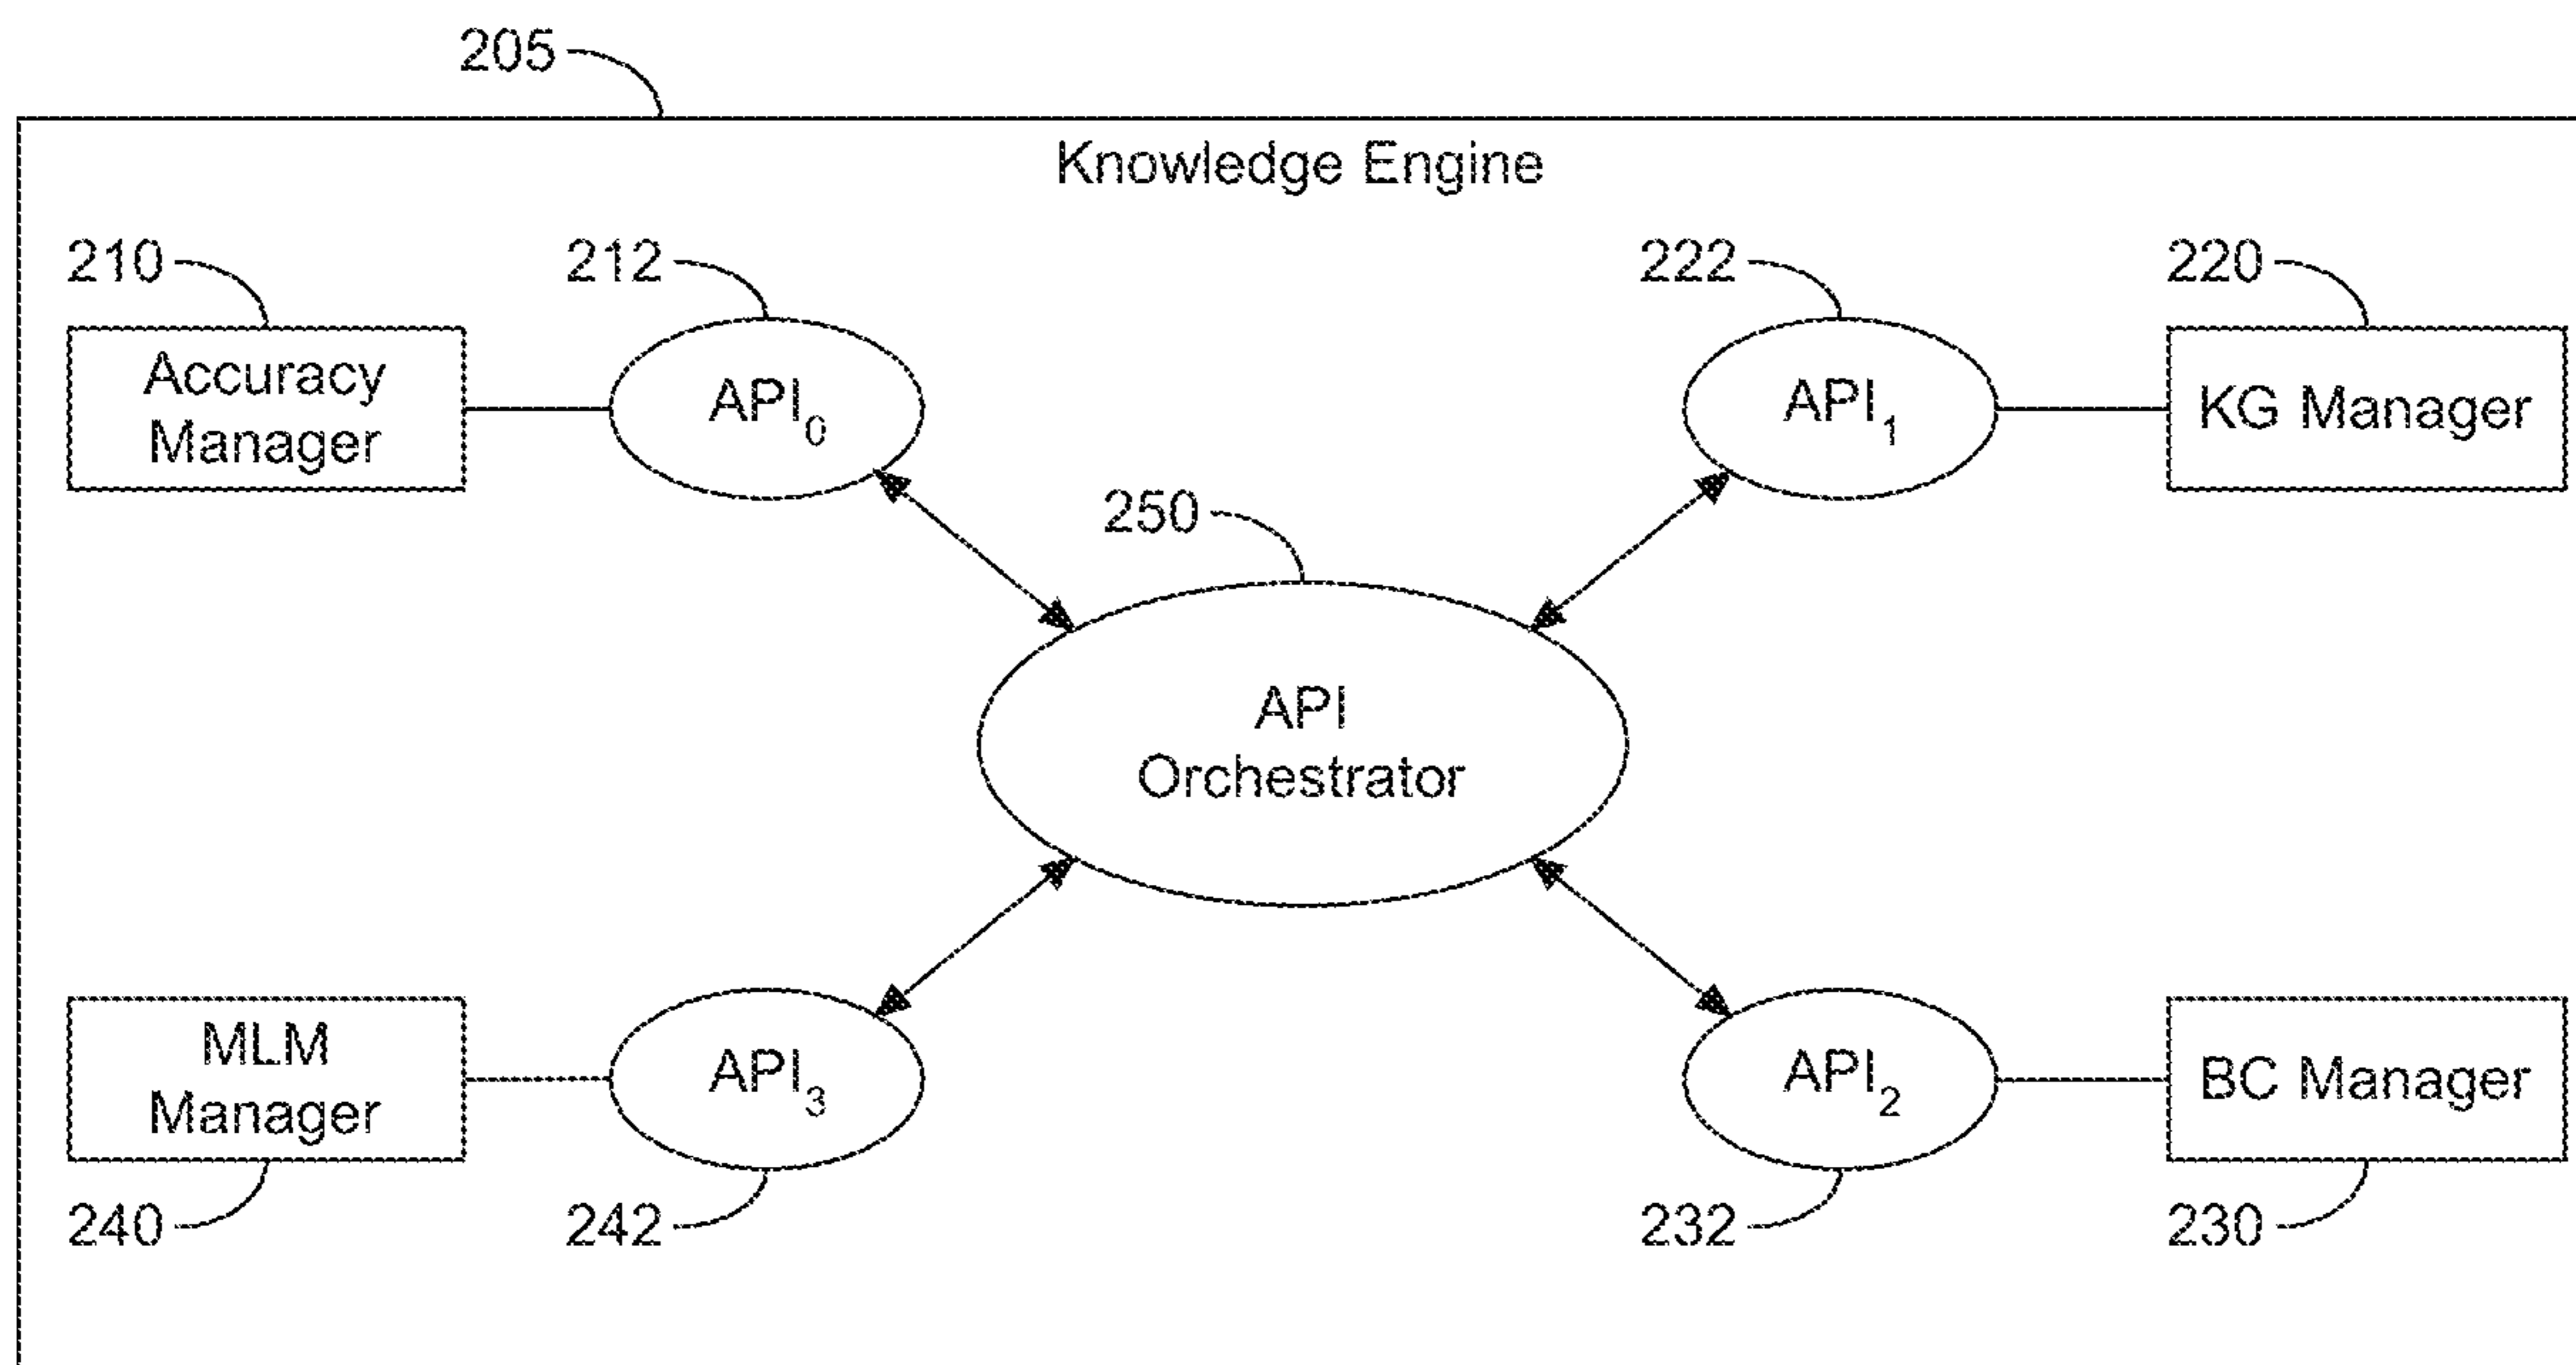 205
Knowledge Engine
210
212
222
220
Accuracy
Manager
API₀
API₁
KG Manager
250
API
Orchestrator
MLM
Manager
API₃
API₂
BC Manager
240
242
232
230